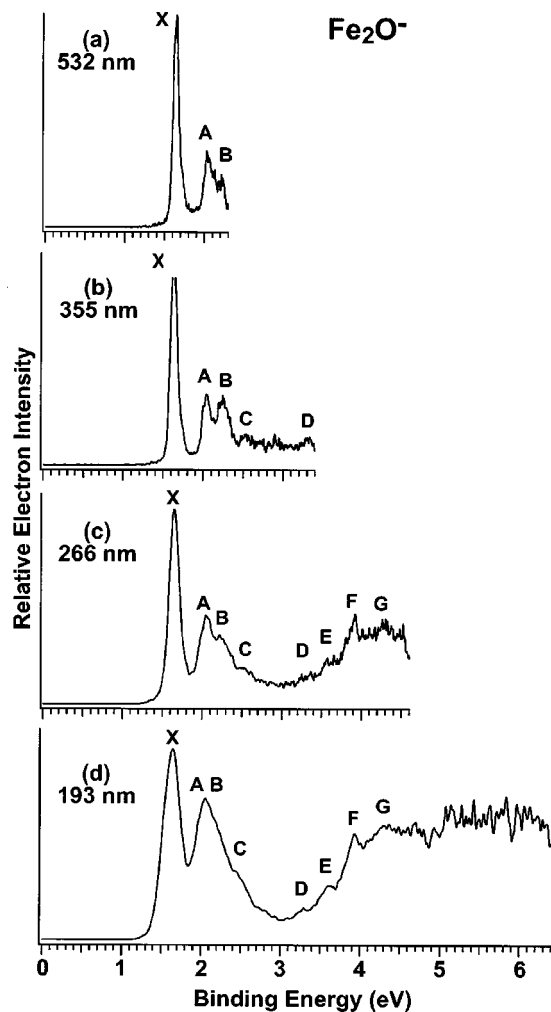 Fe₂O⁻
(a)
532 nm
X
A
B
(b)
355 nm
X
A
B
C
D
(c)
266 nm
X
A
B
C
D
E
F
G
(d)
193 nm
X
A B
C
D
E
F
G
0 1 2 3 4 5 6
Binding Energy (eV)
Relative Electron Intensity